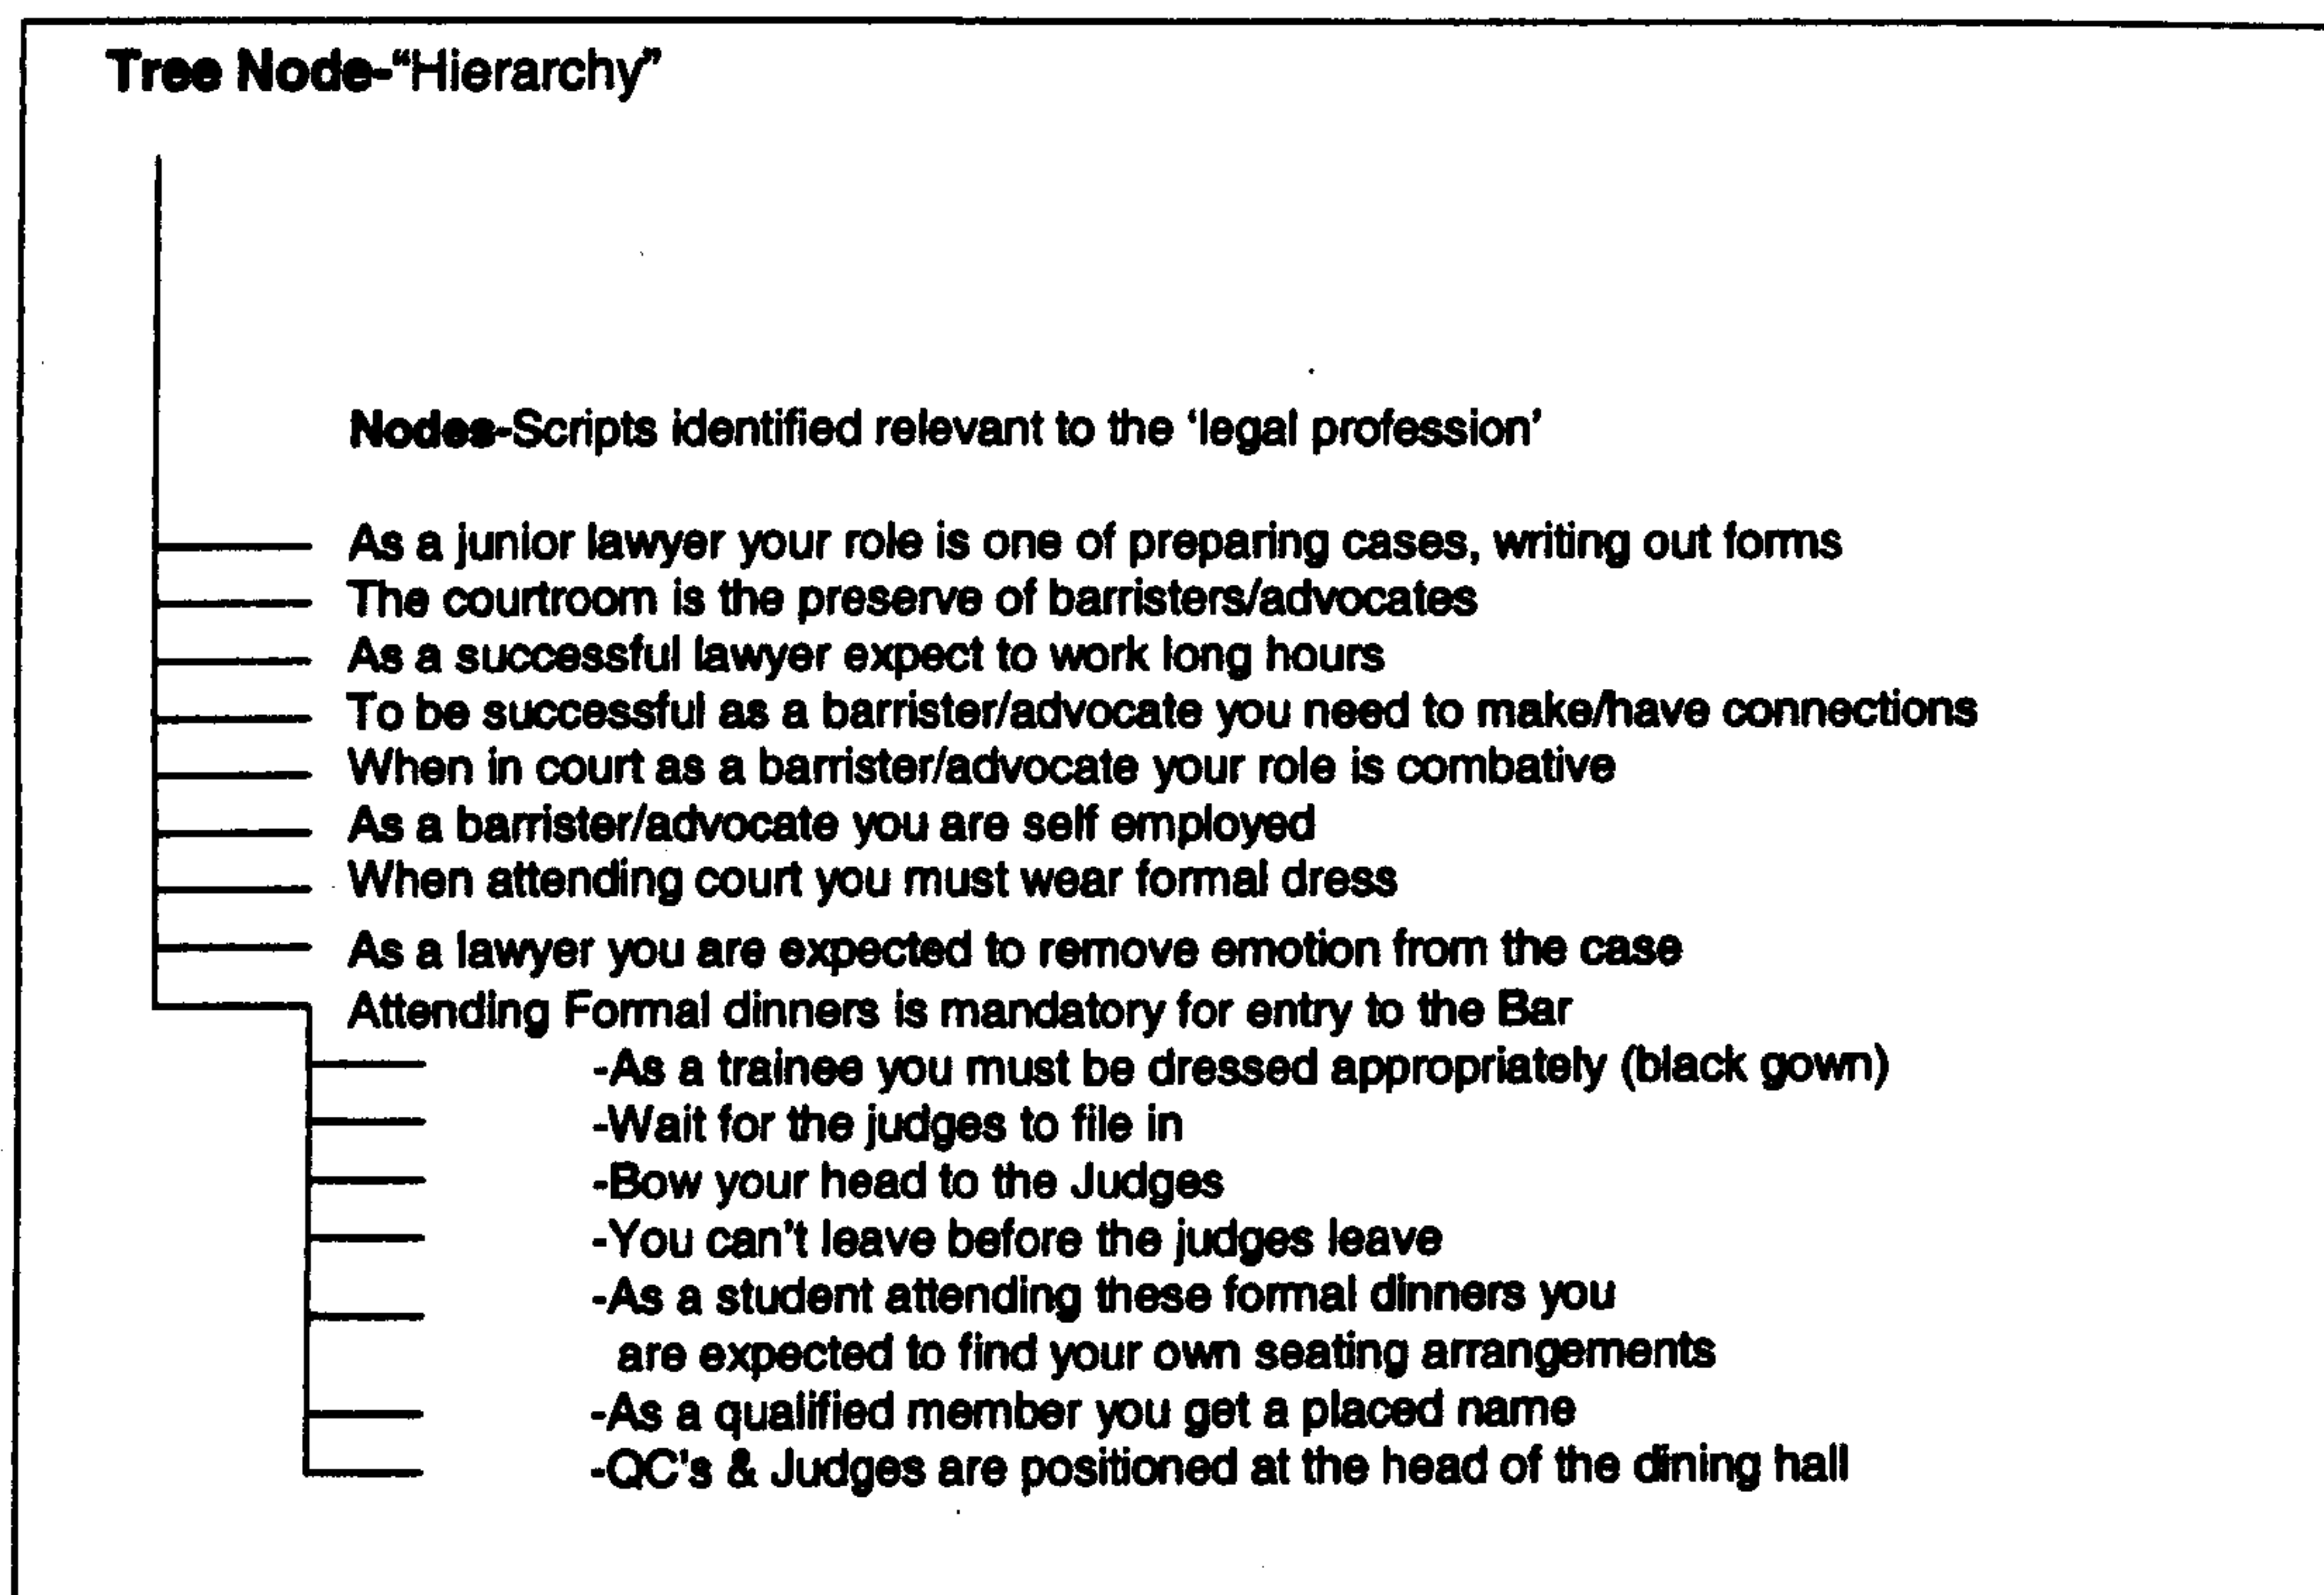 Tree Node-“Hierarchy”
Nodes-Scripts identified relevant to the ‘legal profession’
As a junior lawyer your role is one of preparing cases, writing out forms
The courtroom is the preserve of barristers/advocates
As a successful lawyer expect to work long hours
To be successful as a barrister/advocate you need to make/have connections
When in court as a barrister/advocate your role is combative
As a barrister/advocate you are self employed
When attending court you must wear formal dress
As a lawyer you are expected to remove emotion from the case
Attending Formal dinners is mandatory for entry to the Bar
-As a trainee you must be dressed appropriately (black gown)
-Wait for the judges to file in
-Bow your head to the Judges
-You can't leave before the judges leave
-As a student attending these formal dinners you
are expected to find your own seating arrangements
-As a qualified member you get a placed name
-QC's & Judges are positioned at the head of the dining hall